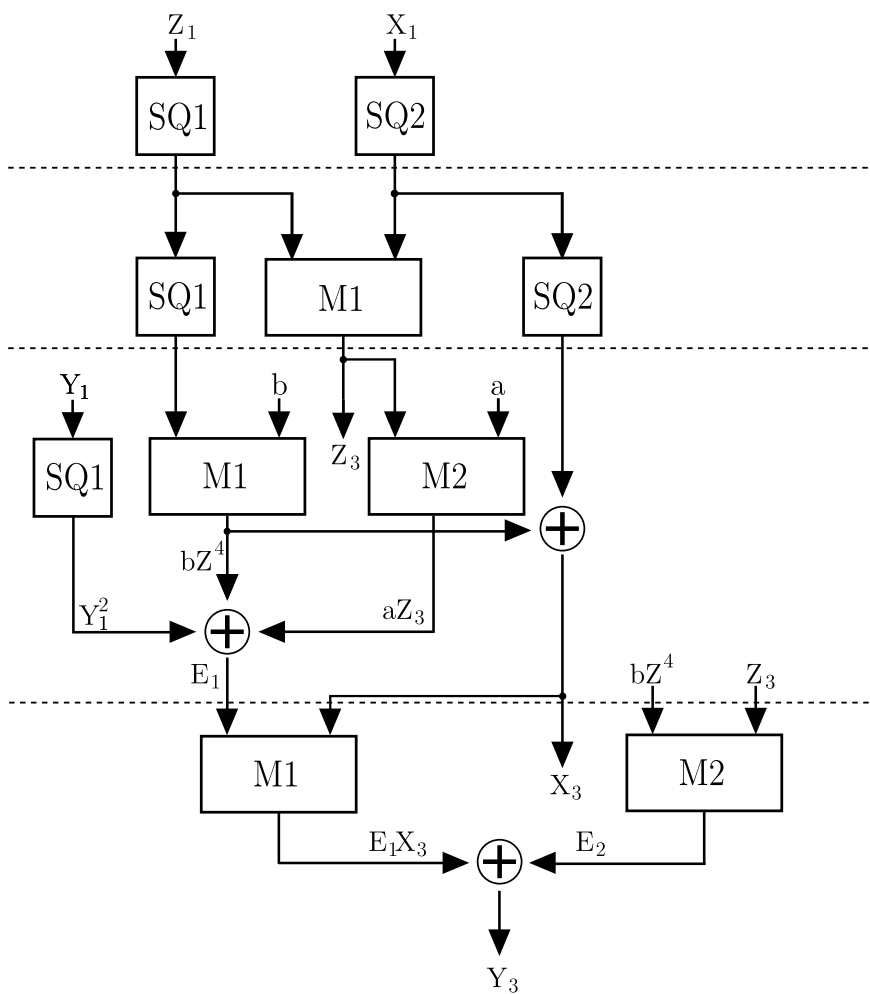 Z₁ X₁
SQ1 SQ2
SQ1 M1 SQ2
Y₁ b a
Z₃
SQ1 M1 M2
bZ⁴
Y₁² aZ₃
E₁ bZ⁴ Z₃
M1 M2
X₃
E₁X₃ E₂
Y₃